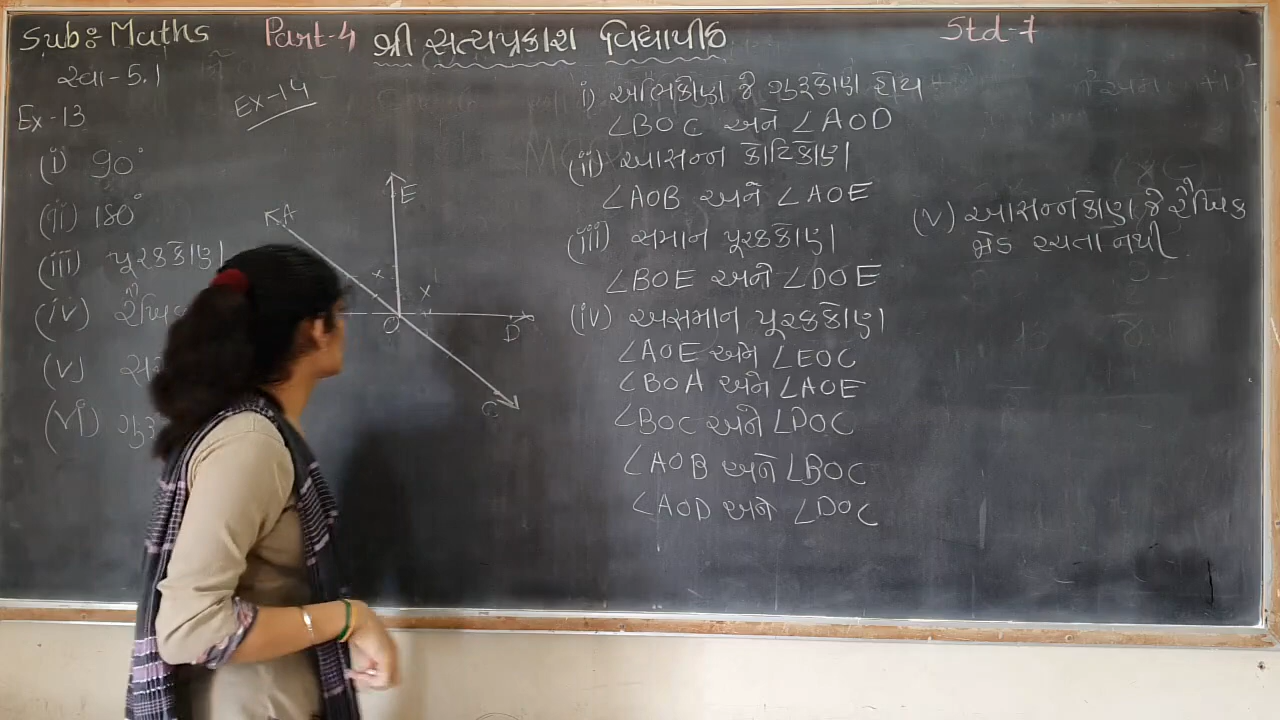 Sub: Maths Part-4 શ્રી સત્યપ્રકાશ વિદ્યાપીઠ Std-7
સ્વા-5.1
Ex-13
(i) 90°
(ii) 180°
(iii) પૂરકકોણ
(iv)
(v)
(vi)
Ex-14
A
E
O
D
C
x
x
i) અભિકોણ જે ગુરૂકોણ હોય
∠BOC અને ∠AOD
(ii) આસન્ન કોટિકોણ
∠AOB અને ∠AOE
(iii) સમાન પૂરકકોણ
∠BOE અને ∠DOE
(iv) અસમાન પૂરકકોણ
∠AOE અને ∠EOC
∠BOA અને ∠AOE
∠BOC અને ∠DOC
∠AOB અને ∠BOC
∠AOD અને ∠DOC
(v) આસન્નકોણ જે રૈખિક
જોડ રચતા નથી